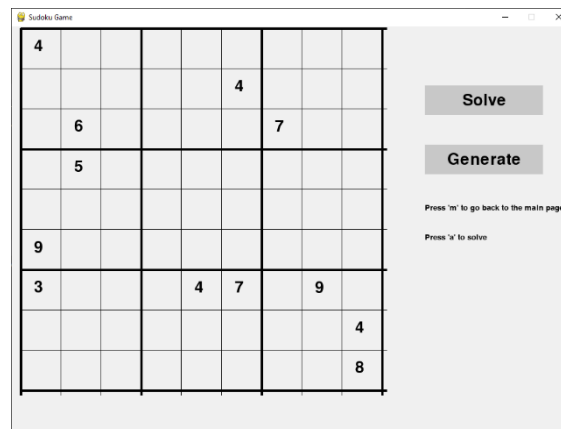 Sudoku Game
4
4
Solve
6 7
5
Generate
Press 'm' to go back to the main page
Press 'a' to solve
9
3 4 7 9
4
8